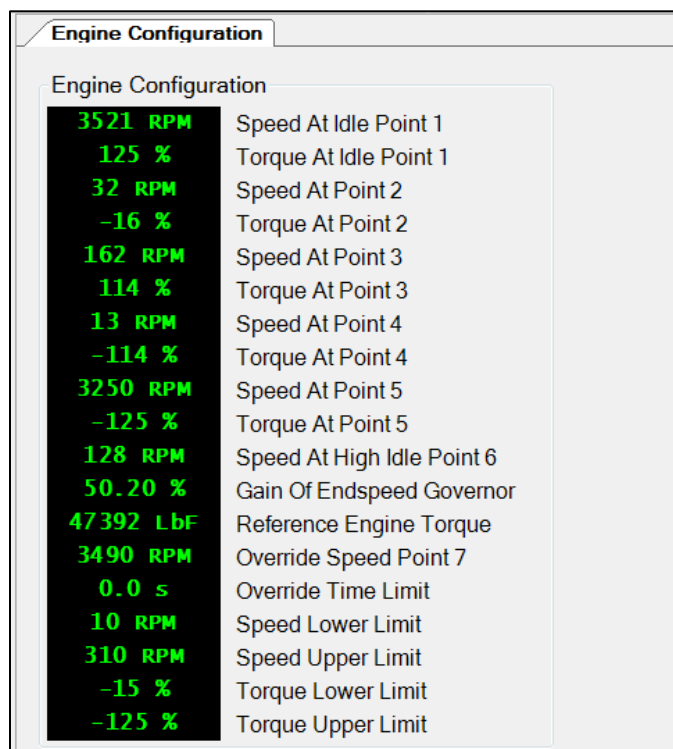 Engine Configuration
Engine Configuration
3521 RPM Speed At Idle Point 1
125 % Torque At Idle Point 1
32 RPM Speed At Point 2
-16 % Torque At Point 2
162 RPM Speed At Point 3
114 % Torque At Point 3
13 RPM Speed At Point 4
-114 % Torque At Point 4
3250 RPM Speed At Point 5
-125 % Torque At Point 5
128 RPM Speed At High Idle Point 6
50.20 % Gain Of Endspeed Governor
47392 LbF Reference Engine Torque
3490 RPM Override Speed Point 7
0.0 s Override Time Limit
10 RPM Speed Lower Limit
310 RPM Speed Upper Limit
-15 % Torque Lower Limit
-125 % Torque Upper Limit